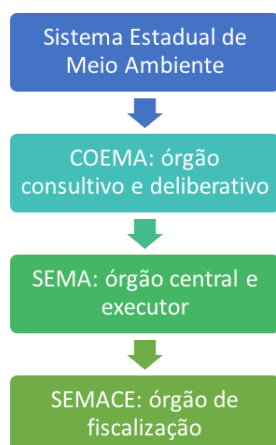 Sistema Estadual de
Meio Ambiente
COEMA: órgão
consultivo e deliberativo
SEMA: órgão central e
executor
SEMACE: órgão de
fiscalização